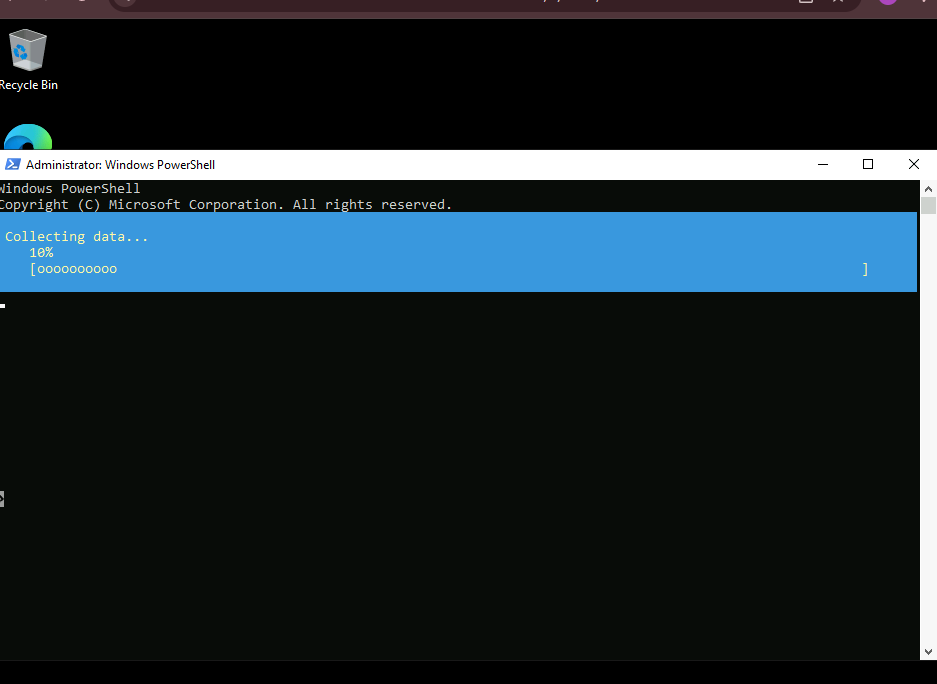 Recycle Bin
Administrator: Windows PowerShell
Windows PowerShell
Copyright (C) Microsoft Corporation. All rights reserved.
Collecting data...
10%
[oooooooooo ]